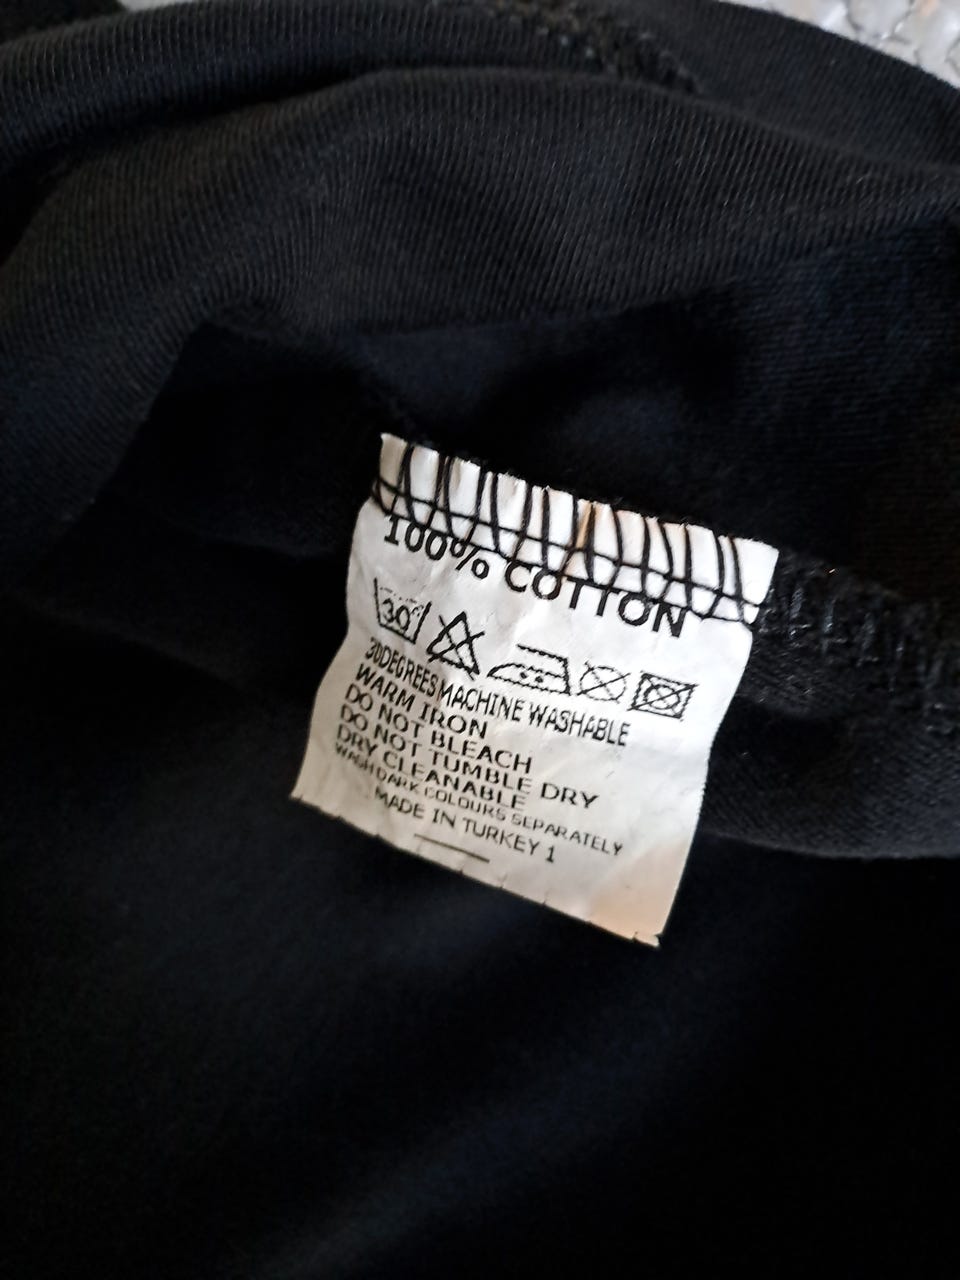 100% COTTON
30°
30DEGREES MACHINE WASHABLE
WARM IRON
DO NOT BLEACH
DO NOT TUMBLE DRY
DRY CLEANABLE
WASH DARK COLOURS SEPARATELY
MADE IN TURKEY 1